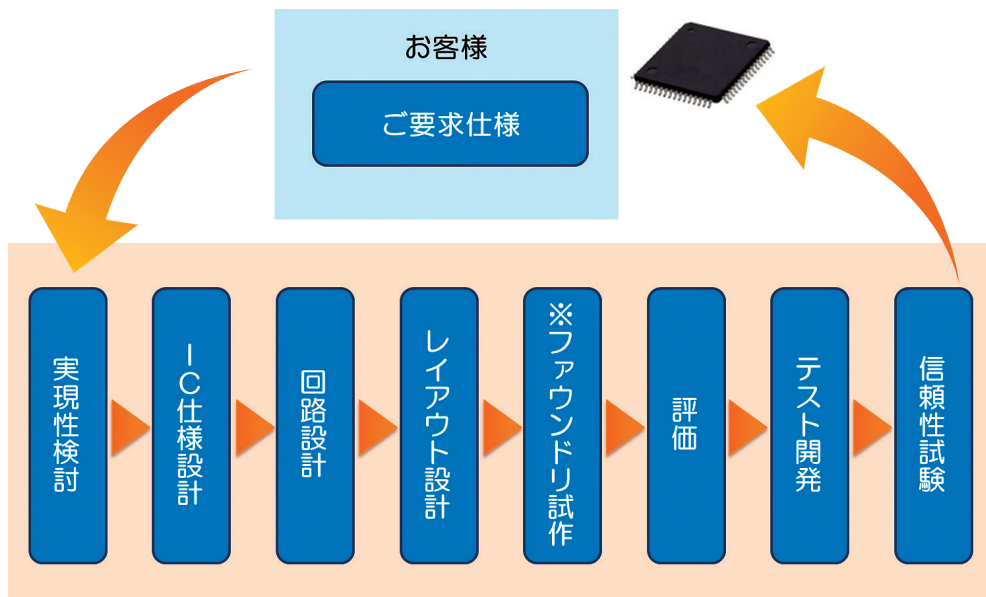 お客様
ご要求仕様
実現性検討
IC仕様設計
回路設計
レイアウト設計
※ファウンドリ試作
評価
テスト開発
信頼性試験